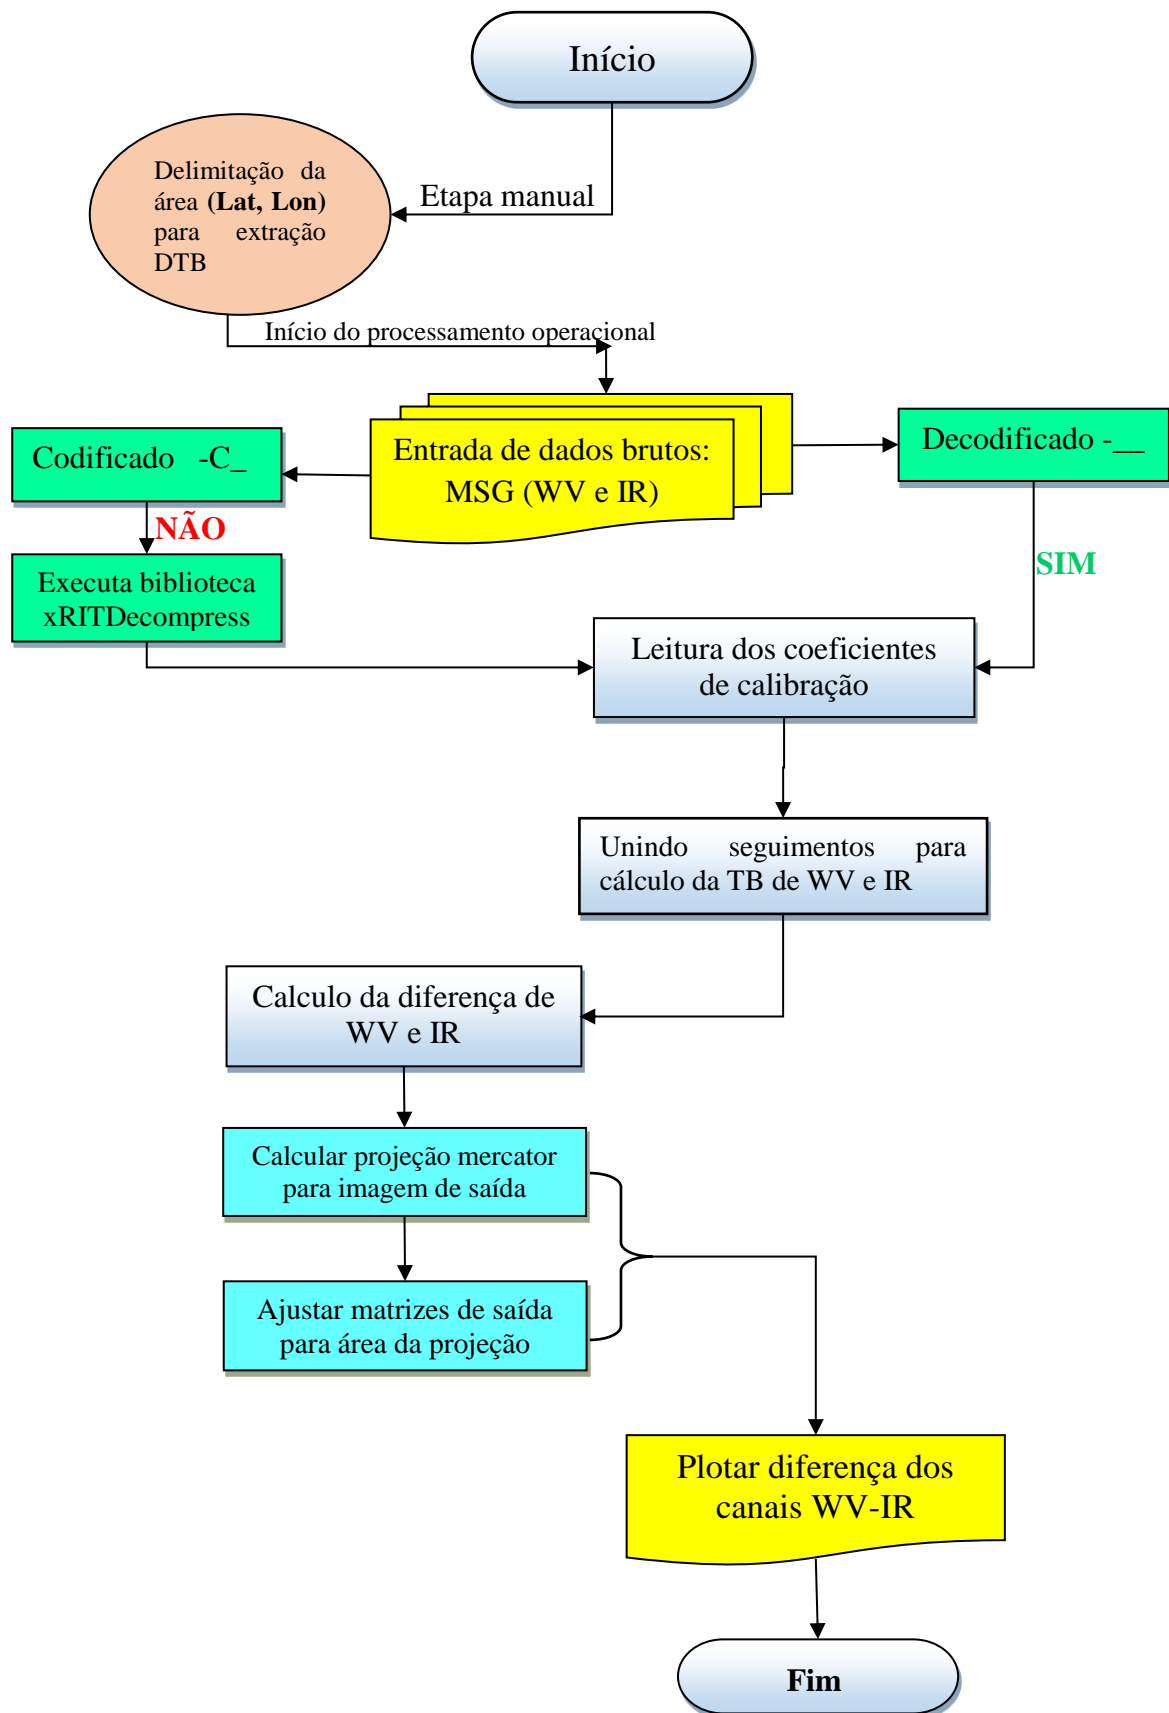 Início
Delimitação da
área (Lat, Lon)
para extração
DTB
Etapa manual
Início do processamento operacional
Entrada de dados brutos:
MSG (WV e IR)
Codificado -C_
Decodificado -__
NÃO
SIM
Executa biblioteca
xRITDecompress
Leitura dos coeficientes
de calibração
Unindo seguimentos para
cálculo da TB de WV e IR
Calculo da diferença de
WV e IR
Calcular projeção mercator
para imagem de saída
Ajustar matrizes de saída
para área da projeção
Plotar diferença dos
canais WV-IR
Fim